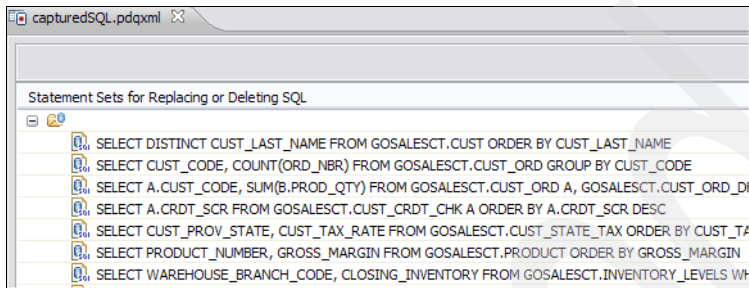 capturedSQL.pdqxml
Statement Sets for Replacing or Deleting SQL
SELECT DISTINCT CUST_LAST_NAME FROM GOSALESCT.CUST ORDER BY CUST_LAST_NAME
SELECT CUST_CODE, COUNT(ORD_NBR) FROM GOSALESCT.CUST_ORD GROUP BY CUST_CODE
SELECT A.CUST_CODE, SUM(B.PROD_QTY) FROM GOSALESCT.CUST_ORD A, GOSALESCT.CUST_ORD_DE
SELECT A.CRDT_SCR FROM GOSALESCT.CUST_CRDT_CHK A ORDER BY A.CRDT_SCR DESC
SELECT CUST_PROV_STATE, CUST_TAX_RATE FROM GOSALESCT.CUST_STATE_TAX ORDER BY CUST_TA
SELECT PRODUCT_NUMBER, GROSS_MARGIN FROM GOSALESCT.PRODUCT ORDER BY GROSS_MARGIN
SELECT WAREHOUSE_BRANCH_CODE, CLOSING_INVENTORY FROM GOSALESCT.INVENTORY_LEVELS WH